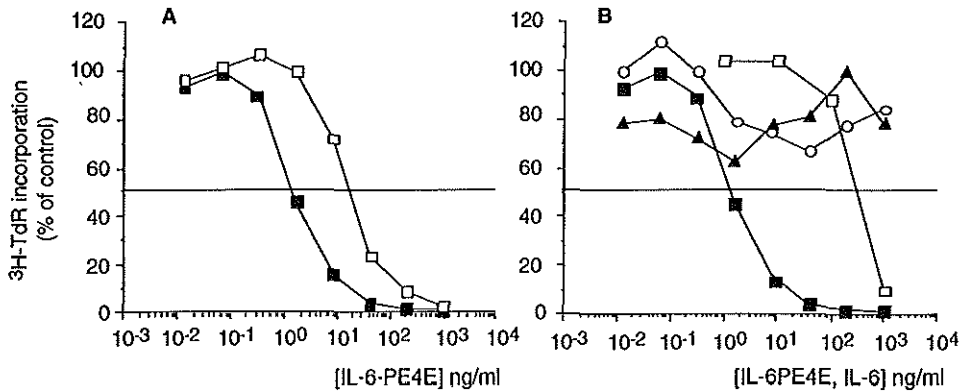 A
B
120
100
80
60
40
20
0
³H-TdR incorporation
(% of control)
10⁻³ 10⁻² 10⁻¹ 10⁰ 10¹ 10² 10³ 10⁴
[IL-6-PE4E] ng/ml
120
100
80
60
40
20
0
10⁻³ 10⁻² 10⁻¹ 10⁰ 10¹ 10² 10³ 10⁴
[IL-6PE4E, IL-6] ng/ml